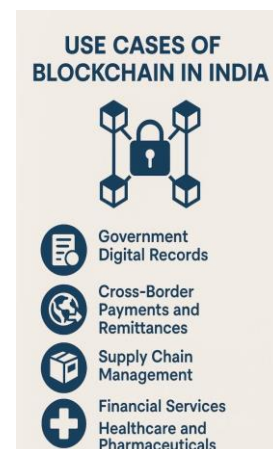 USE CASES OF
BLOCKCHAIN IN INDIA
Government
Digital Records
Cross-Border
Payments and
Remittances
Supply Chain
Management
Financial Services
Healthcare and
Pharmaceuticals